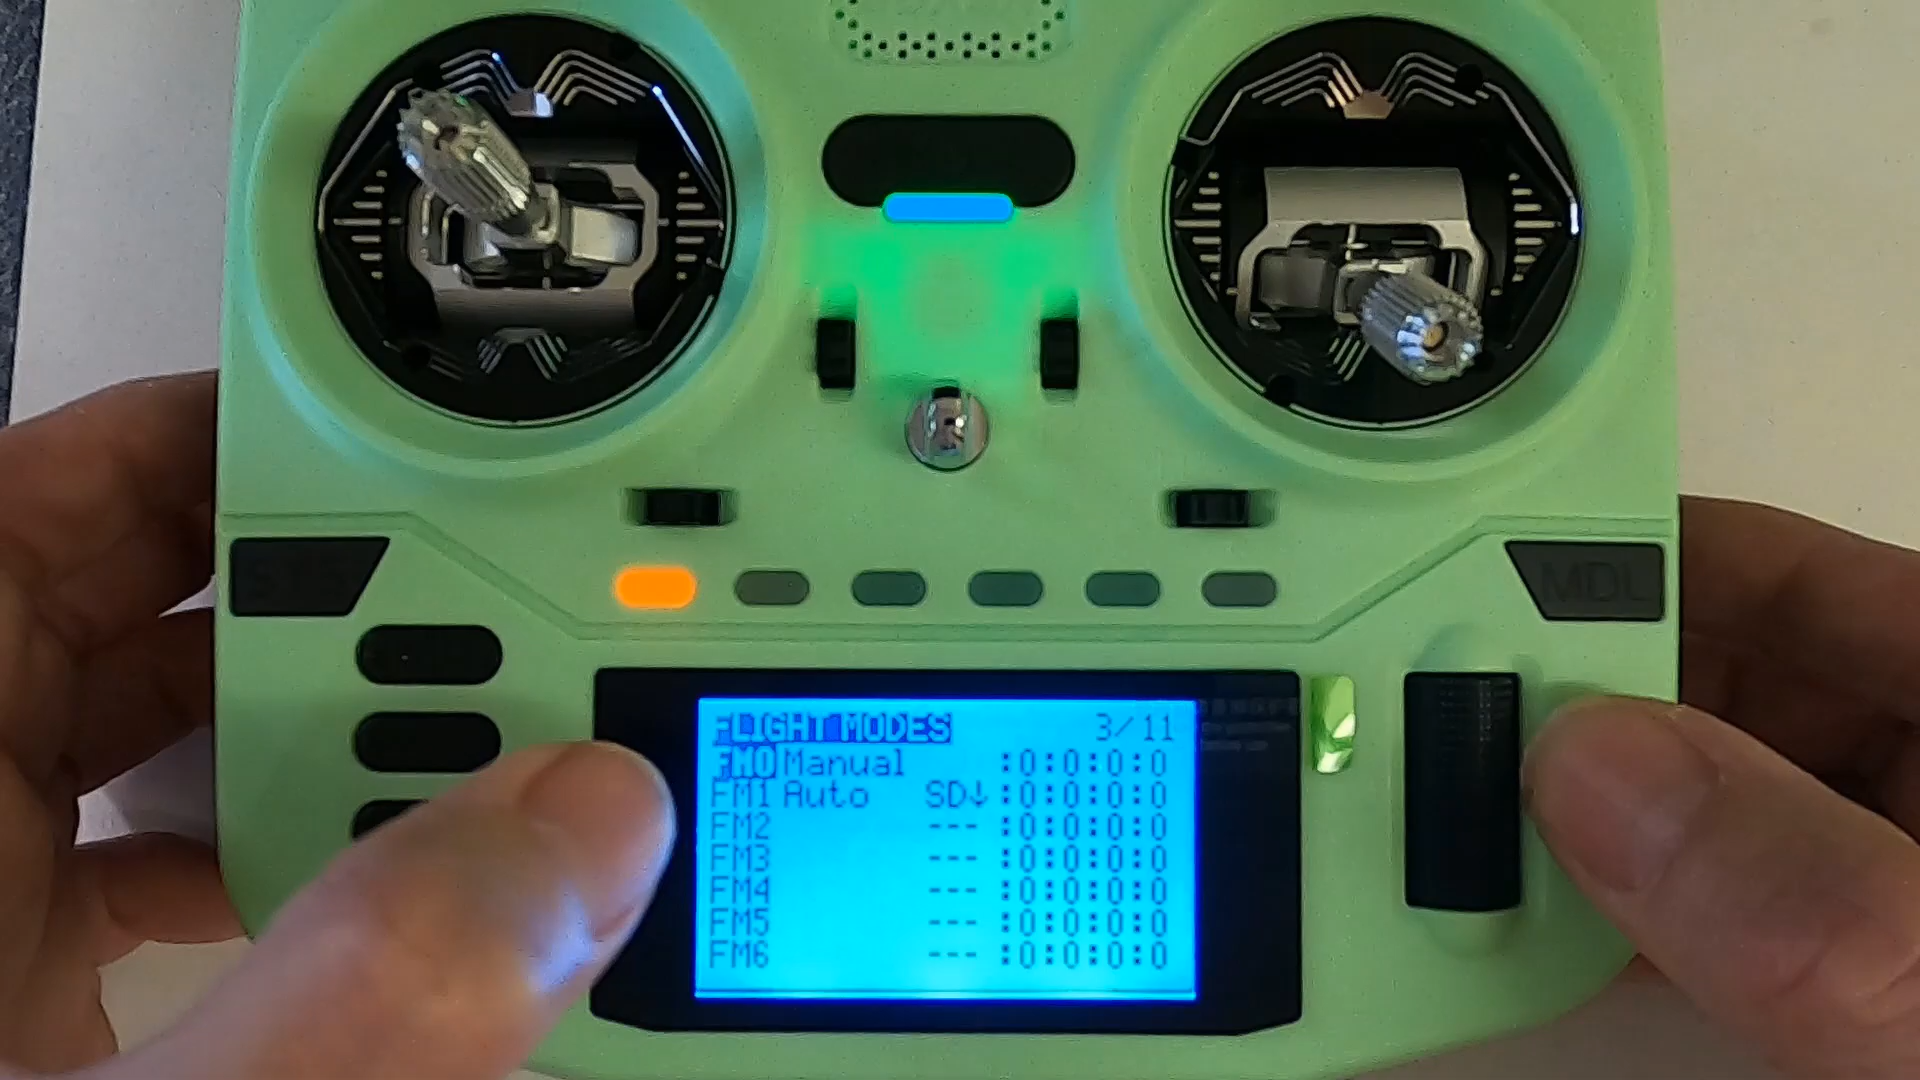 SYS
MDL
FLIGHT MODES 3/11
FM0 Manual :0:0:0:0
FM1 Auto SD↓:0:0:0:0
FM2 --- :0:0:0:0
FM3 --- :0:0:0:0
FM4 --- :0:0:0:0
FM5 --- :0:0:0:0
FM6 --- :0:0:0:0